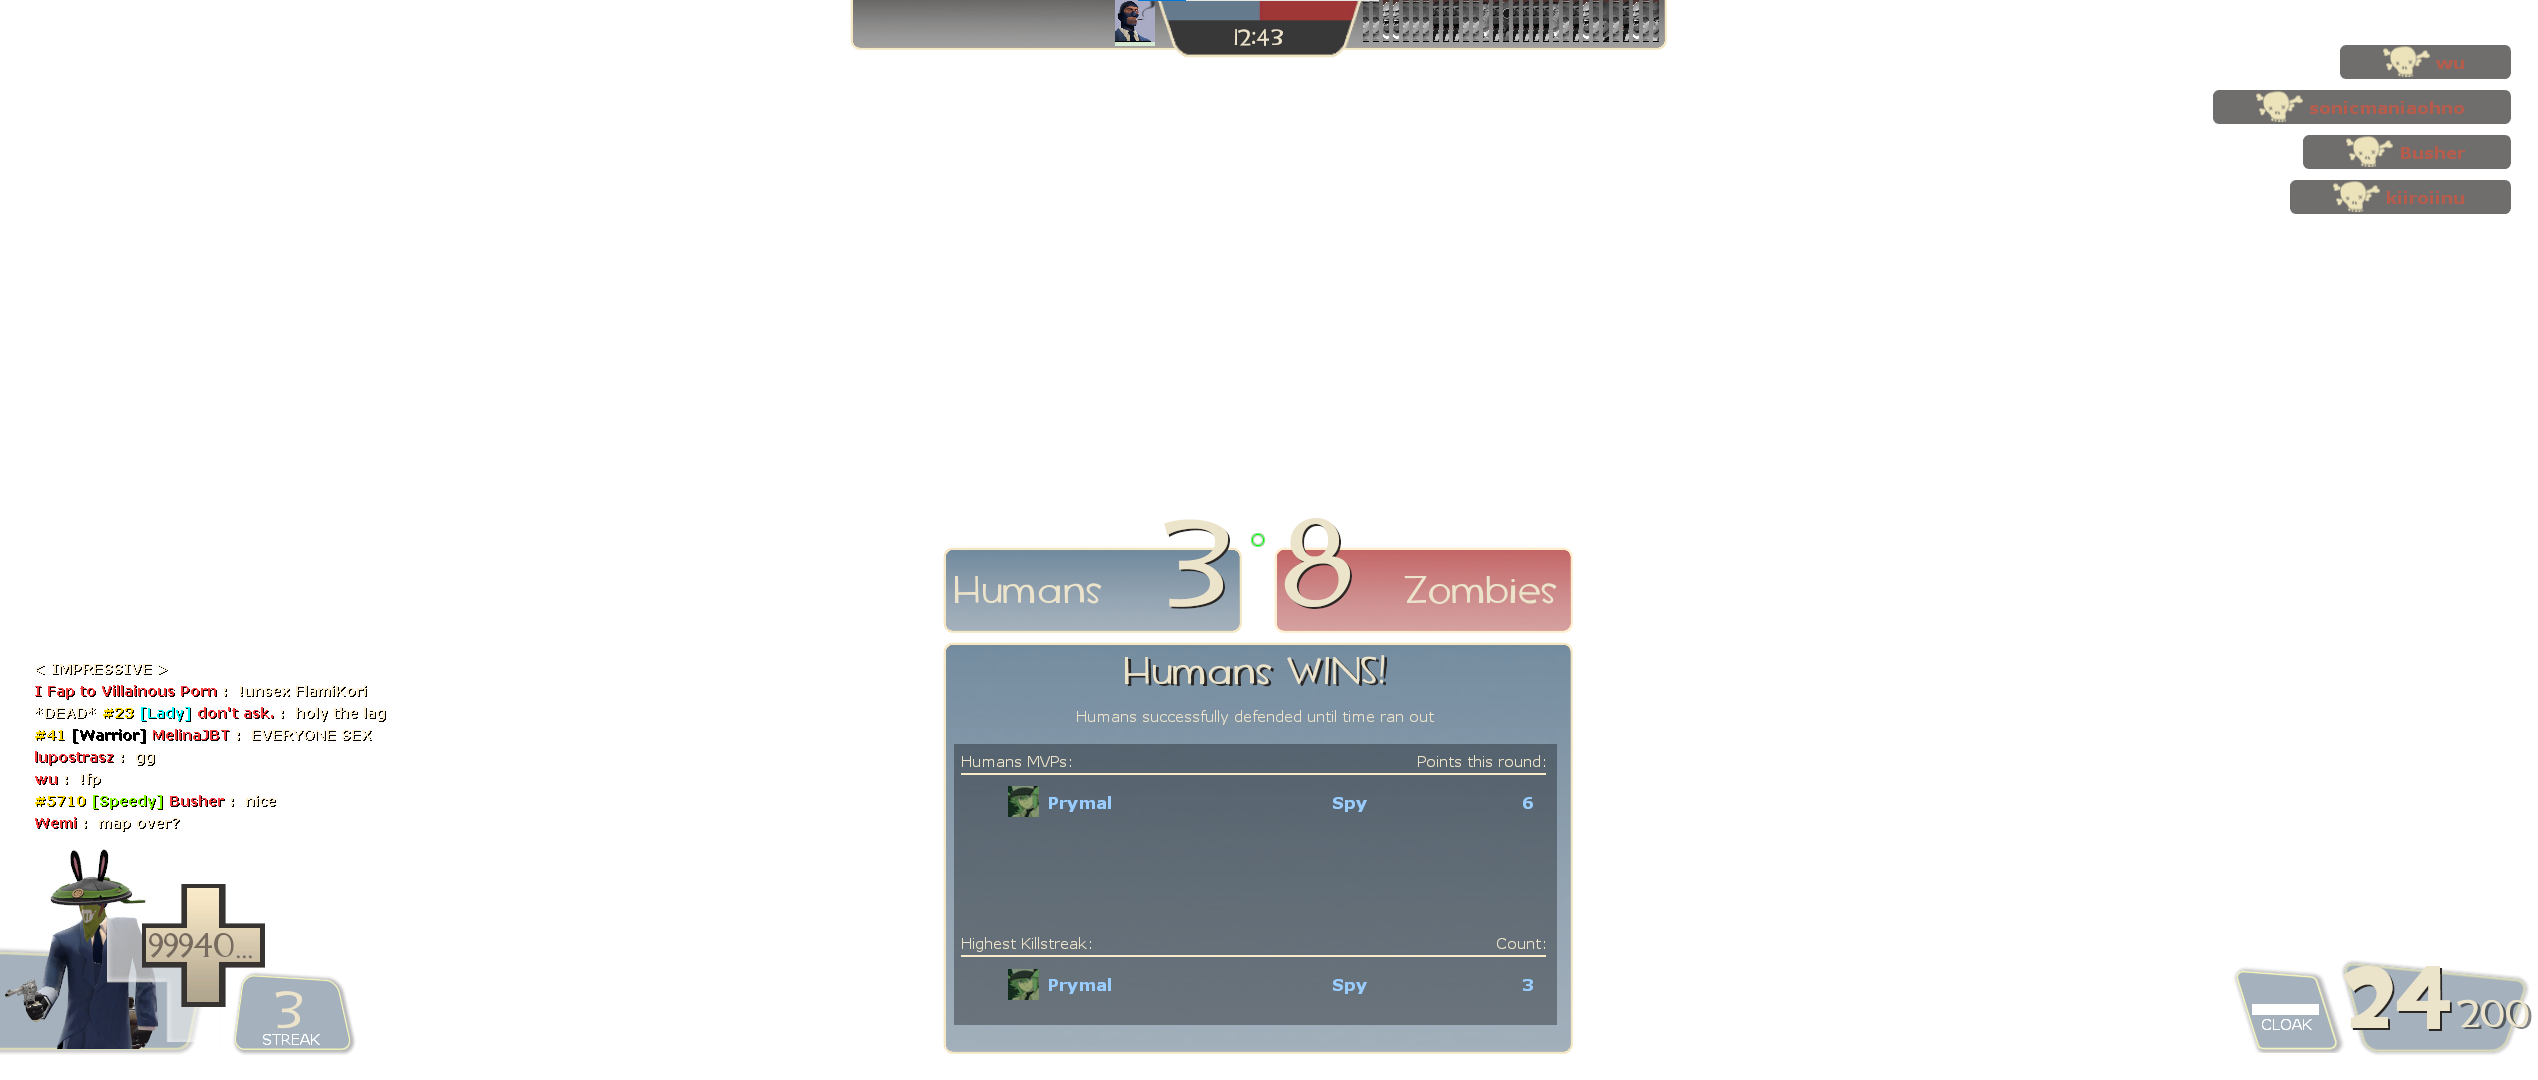 12:43
wu
sonicmaniaohno
Busher
kiiroiinu
3 8
Humans Zombies
Humans WINS!
Humans successfully defended until time ran out
Humans MVPs: Points this round:
Prymal Spy 6
Highest Killstreak: Count:
Prymal Spy 3
< IMPRESSIVE >
I Fap to Villainous Porn : !unsex FlamiKori
*DEAD* #23 [Lady] don't ask. : holy the lag
#41 [Warrior] MelinaJBT : EVERYONE SEX
lupostrasz : gg
wu : !fp
#5710 [Speedy] Busher : nice
Wemi : map over?
99940...
3
STREAK
CLOAK
24 200